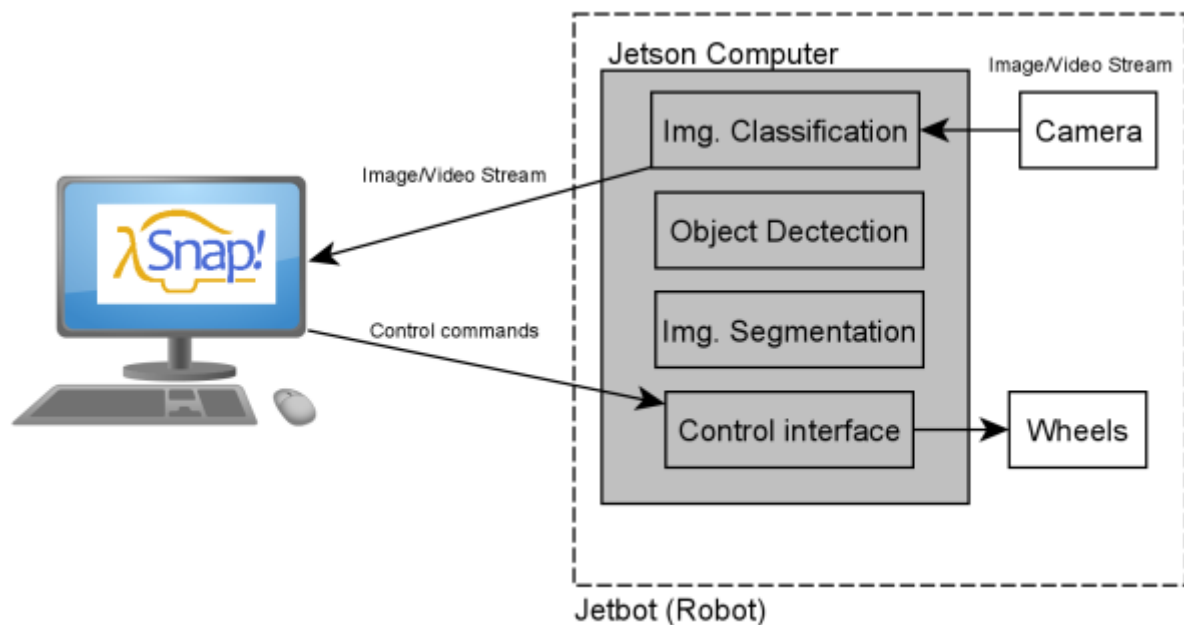 Jetson Computer
Image/Video Stream
Img. Classification
Camera
Image/Video Stream
Object Dectection
λSnap!
Img. Segmentation
Control commands
Control interface
Wheels
Jetbot (Robot)